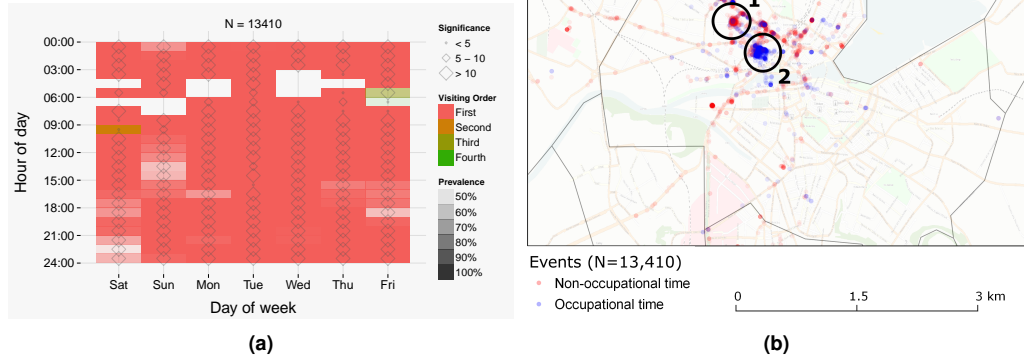 N = 13410
Hour of day
00:00
03:00
06:00
09:00
12:00
15:00
18:00
21:00
24:00
Sat Sun Mon Tue Wed Thu Fri
Day of week
Significance
< 5
5 − 10
> 10
Visiting Order
First
Second
Third
Fourth
Prevalence
50%
60%
70%
80%
90%
100%
(a)
1
2
Events (N=13,410)
Non-occupational time
Occupational time
0 1.5 3 km
(b)